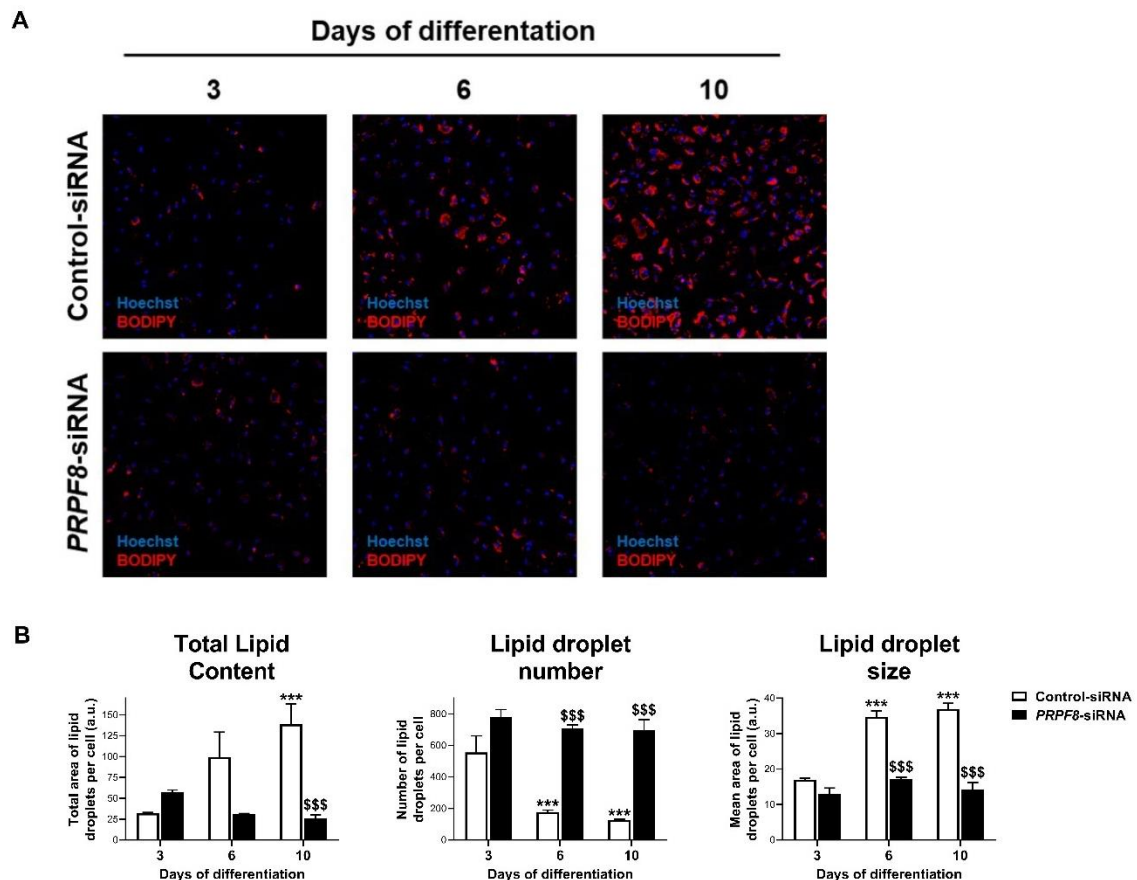 A
Days of differentation
3 6 10
Control-siRNA
Hoechst
BODIPY
Hoechst
BODIPY
Hoechst
BODIPY
PRPF8-siRNA
Hoechst
BODIPY
Hoechst
BODIPY
Hoechst
BODIPY
B
Total Lipid
Content
Total area of lipid
droplets per cell (a.u.)
150
125
100
75
50
25
0
***
$$$
3 6 10
Days of differentiation
Lipid droplet
number
Number of lipid
droplets per cell
800
600
400
200
0
***
$$$
***
$$$
3 6 10
Days of differentiation
Lipid droplet
size
Mean area of lipid
droplets per cell (a.u.)
40
30
20
10
0
***
$$$
***
$$$
3 6 10
Days of differentiation
Control-siRNA
PRPF8-siRNA